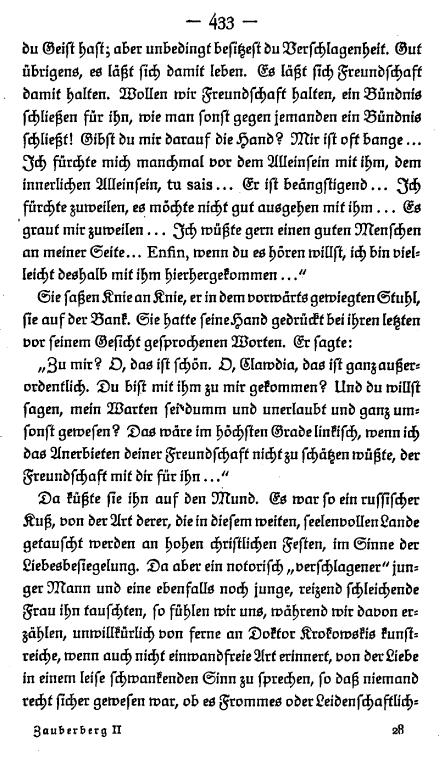 — 433 —
du Geist hast; aber unbedingt besitzest du Verschlagenheit. Gut
übrigens, es läßt sich damit leben. Es läßt sich Freundschaft
damit halten. Wollen wir Freundschaft halten, ein Bündnis
schließen für ihn, wie man sonst gegen jemanden ein Bündnis
schließt! Gibst du mir darauf die Hand? Mir ist oft bange...
Ich fürchte mich manchmal vor dem Alleinsein mit ihm, dem
innerlichen Alleinsein, tu sais... Er ist beängstigend... Ich
fürchte zuweilen, es möchte nicht gut ausgehen mit ihm... Es
graut mir zuweilen... Ich wüßte gern einen guten Menschen
an meiner Seite... Enfin, wenn du es hören willst, ich bin viel-
leicht deshalb mit ihm hierhergekommen...“
Sie saßen Knie an Knie, er in dem vorwärts gewiegten Stuhl,
sie auf der Bank. Sie hatte seine Hand gedrückt bei ihren letzten
vor seinem Gesicht gesprochenen Worten. Er sagte:
„Zu mir? O, das ist schön. O, Clawdia, das ist ganz außer-
ordentlich. Du bist mit ihm zu mir gekommen? Und du willst
sagen, mein Warten sei dumm und unerlaubt und ganz um-
sonst gewesen? Das wäre im höchsten Grade linkisch, wenn ich
das Anerbieten deiner Freundschaft nicht zu schätzen wüßte, der
Freundschaft mit dir für ihn...“
Da küßte sie ihn auf den Mund. Es war so ein russischer
Kuß, von der Art derer, die in diesem weiten, seelenvollen Lande
getauscht werden an hohen christlichen Festen, im Sinne der
Liebesbesiegelung. Da aber ein notorisch „verschlagener“ jun-
ger Mann und eine ebenfalls noch junge, reizend schleichende
Frau ihn tauschten, so fühlen wir uns, während wir davon er-
zählen, unwillkürlich von ferne an Doktor Krokowskis kunst-
reiche, wenn auch nicht einwandfreie Art erinnert, von der Liebe
in einem leise schwankenden Sinn zu sprechen, so daß niemand
recht sicher gewesen war, ob es Frommes oder Leidenschaftlich-
Zauberberg II 28